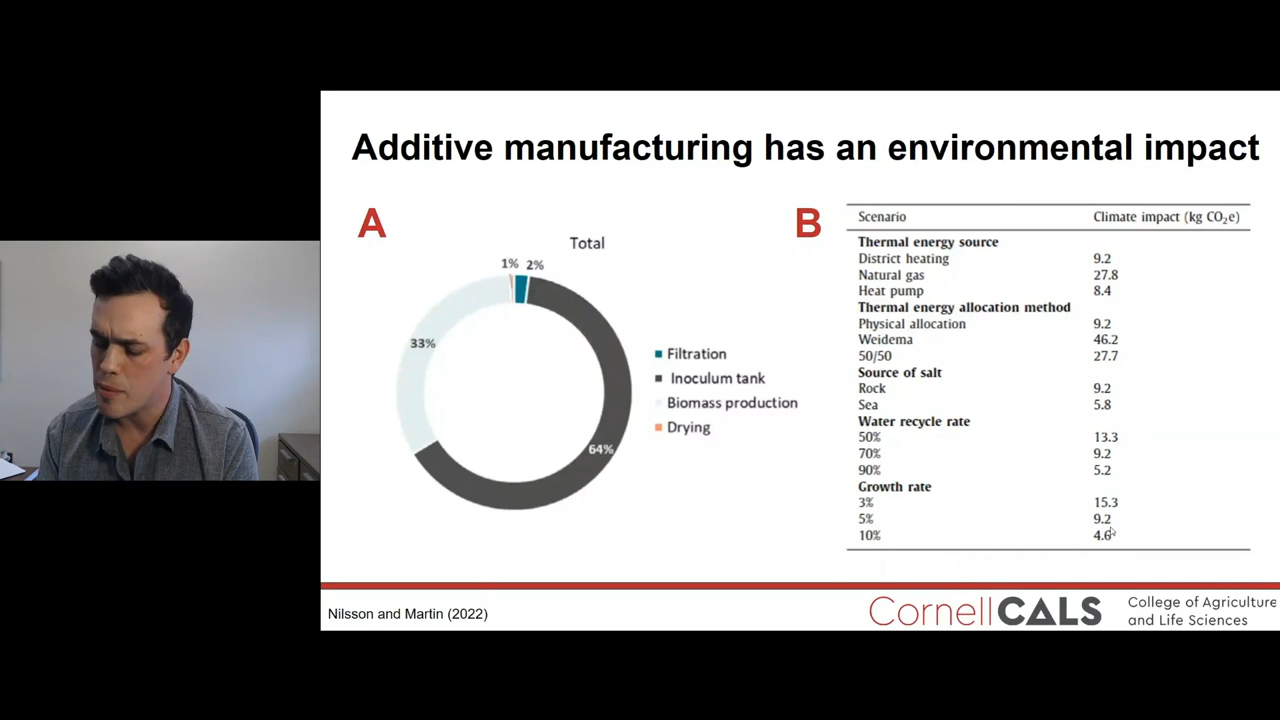 Additive manufacturing has an environmental impact
A
Total
1% 2%
33%
64%
Filtration
Inoculum tank
Biomass production
Drying
B
Scenario Climate impact (kg CO₂e)
Thermal energy source
District heating 9.2
Natural gas 27.8
Heat pump 8.4
Thermal energy allocation method
Physical allocation 9.2
Weidema 46.2
50/50 27.7
Source of salt
Rock 9.2
Sea 5.8
Water recycle rate
50% 13.3
70% 9.2
90% 5.2
Growth rate
3% 15.3
5% 9.2
10% 4.6
Nilsson and Martin (2022)
CornellCALS
College of Agriculture
and Life Sciences